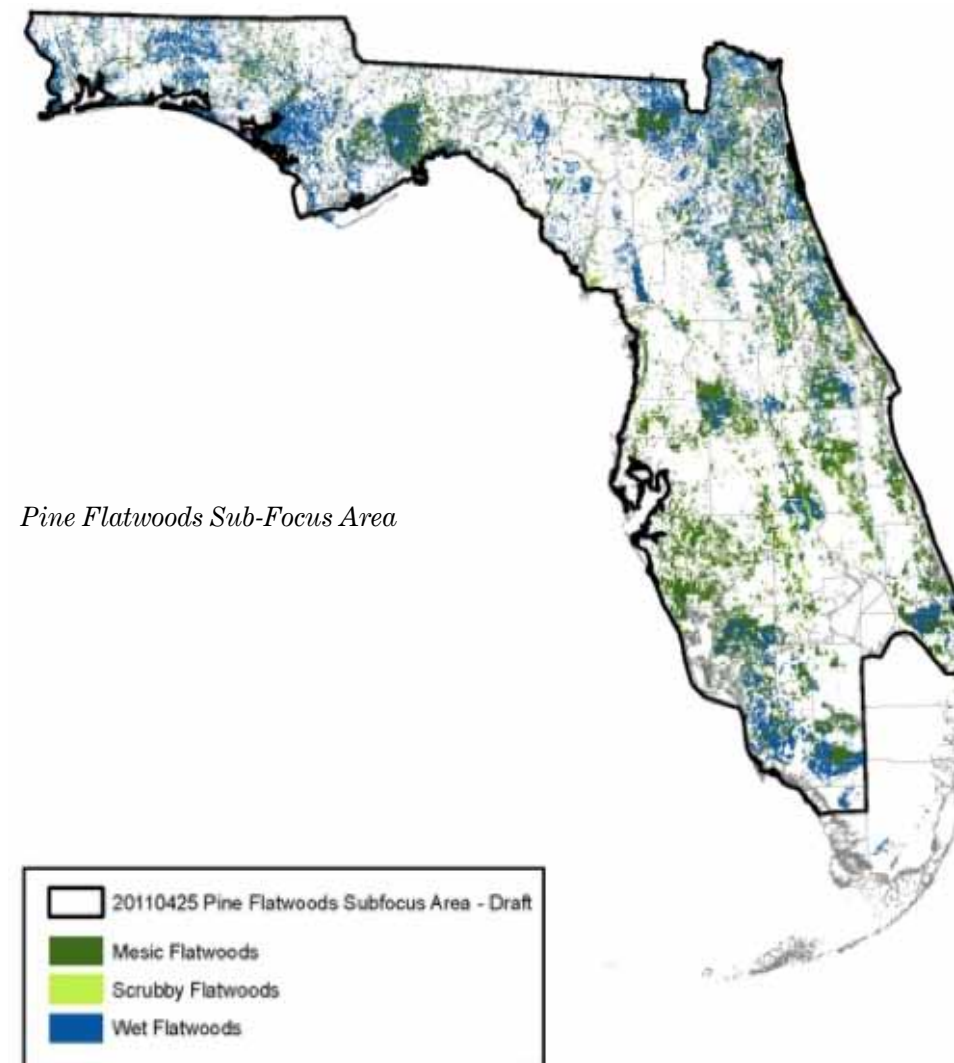 Pine Flatwoods Sub-Focus Area
20110425 Pine Flatwoods Subfocus Area - Draft
Mesic Flatwoods
Scrubby Flatwoods
Wet Flatwoods